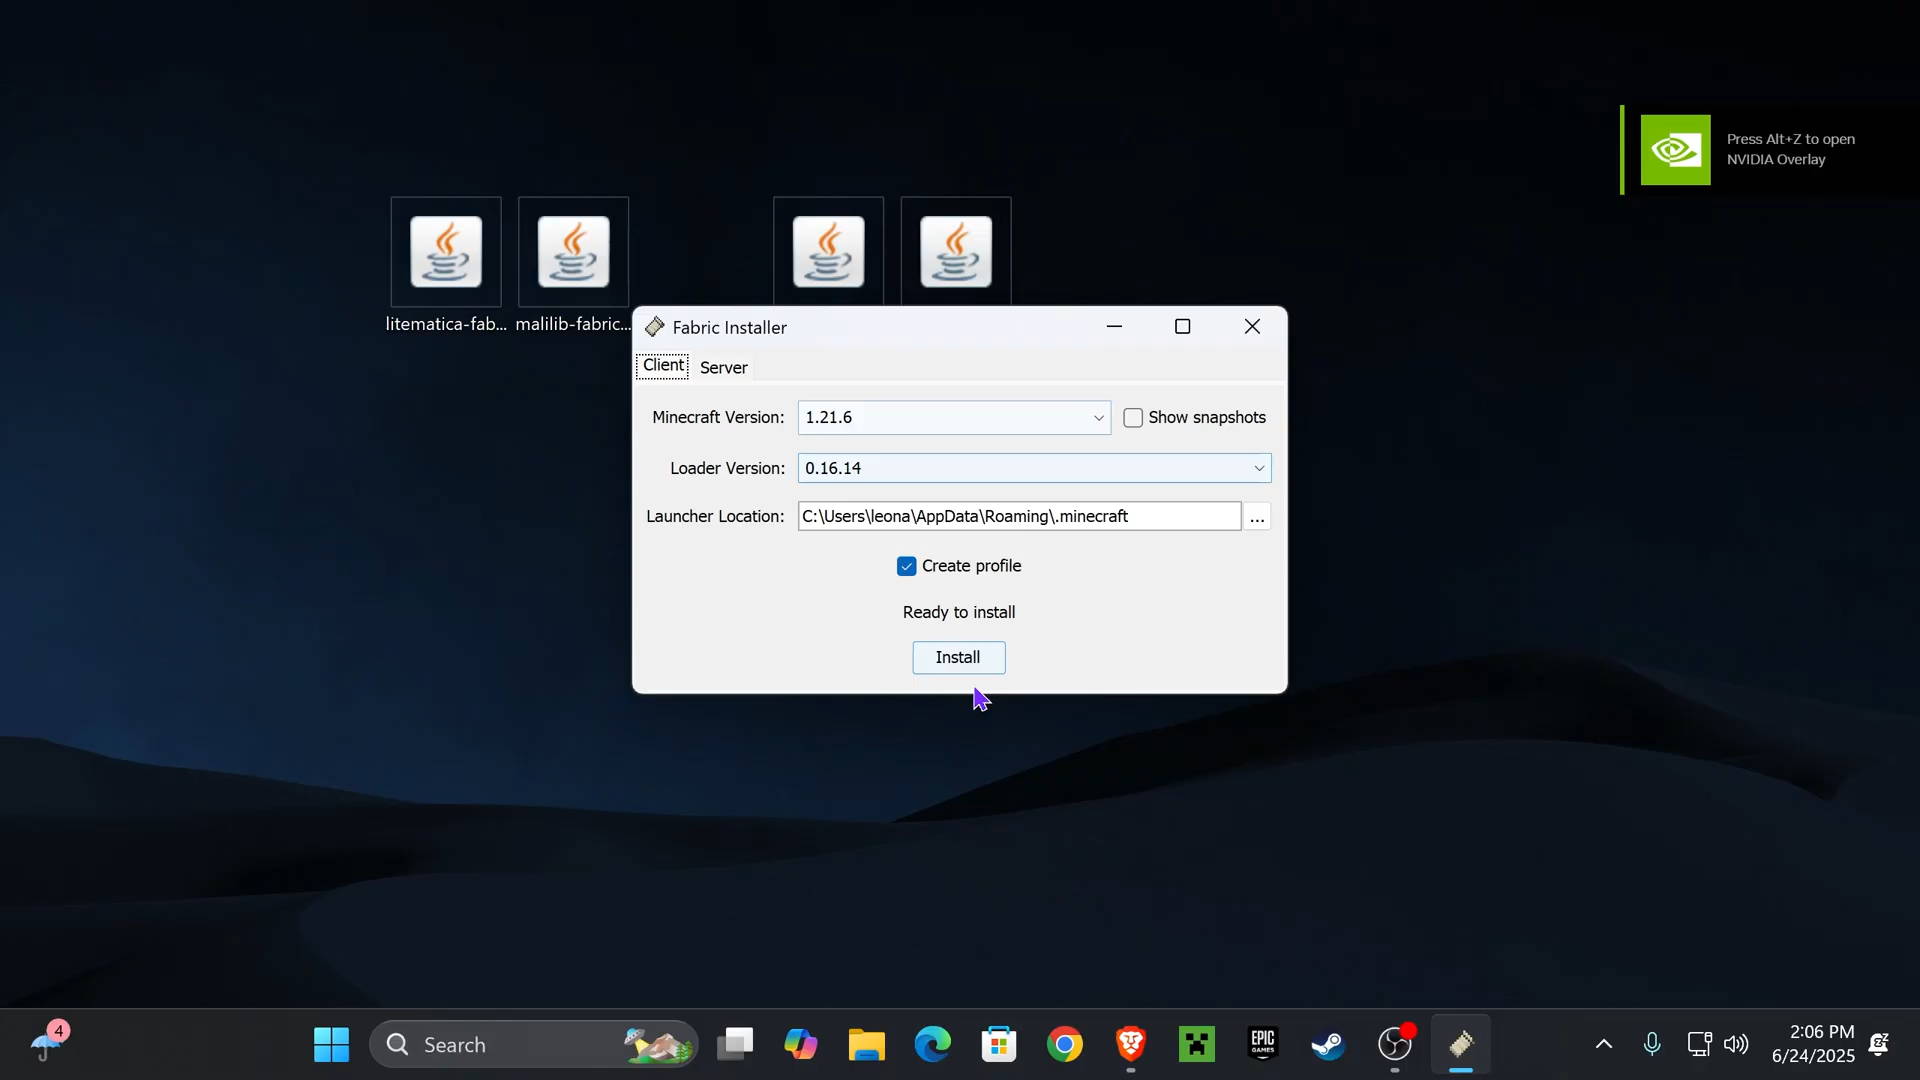 Press Alt+Z to open
NVIDIA Overlay
litematica-fab...
malilib-fabric...
Fabric Installer
Client
Server
Minecraft Version:
1.21.6
Show snapshots
Loader Version:
0.16.14
Launcher Location:
C:\Users\leona\AppData\Roaming\.minecraft
...
Create profile
Ready to install
Install
4
Search
EPIC
GAMES
2:06 PM
6/24/2025